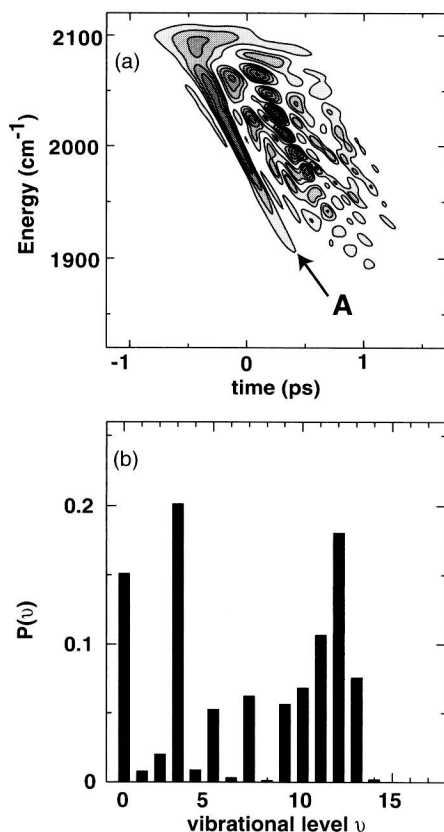 (a)
2100
2000
1900
Energy (cm⁻¹)
A
-1 0 1
time (ps)
(b)
0.2
0.1
0
P(υ)
0 5 10 15
vibrational level υ